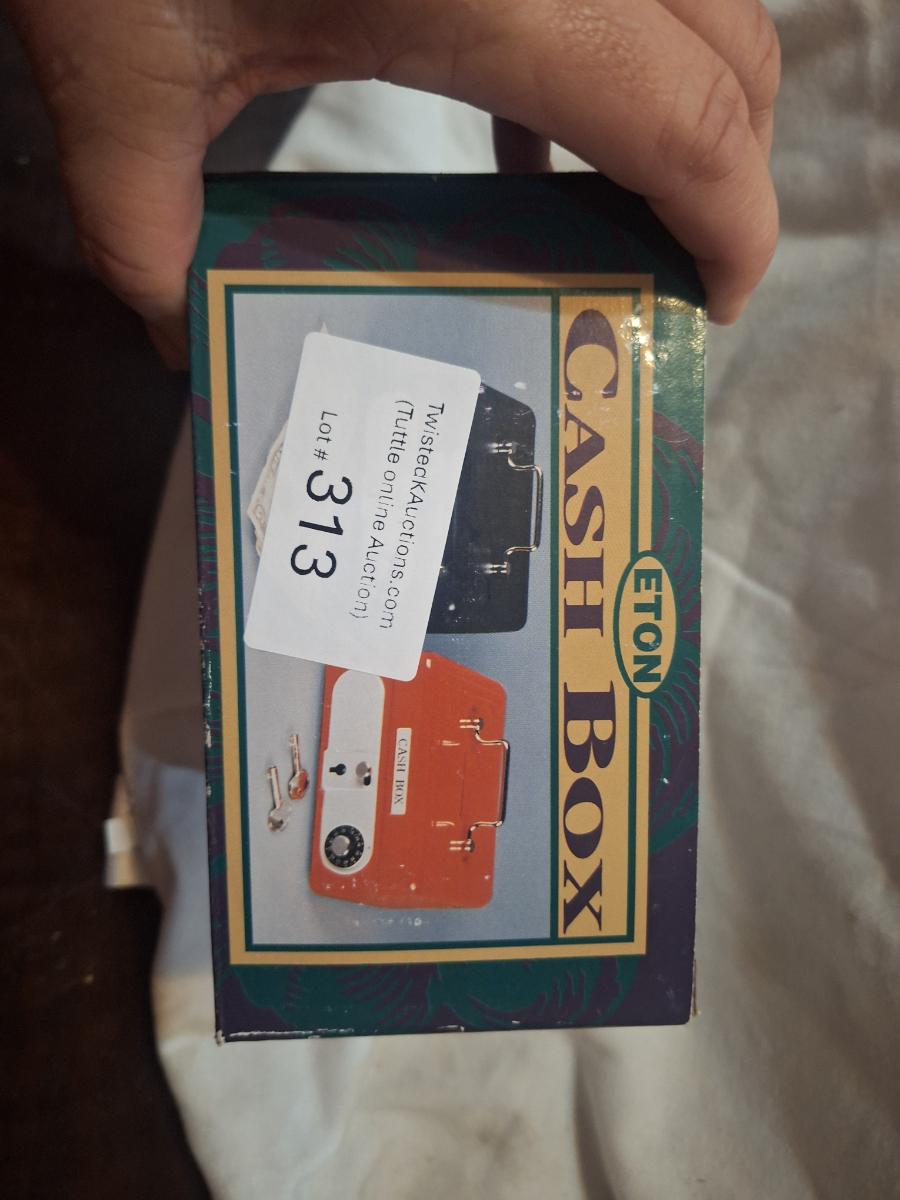 ETON
CASH BOX
TwistedKAuctions.com
(Tuttle online Auction)
Lot # 313
CASH BOX